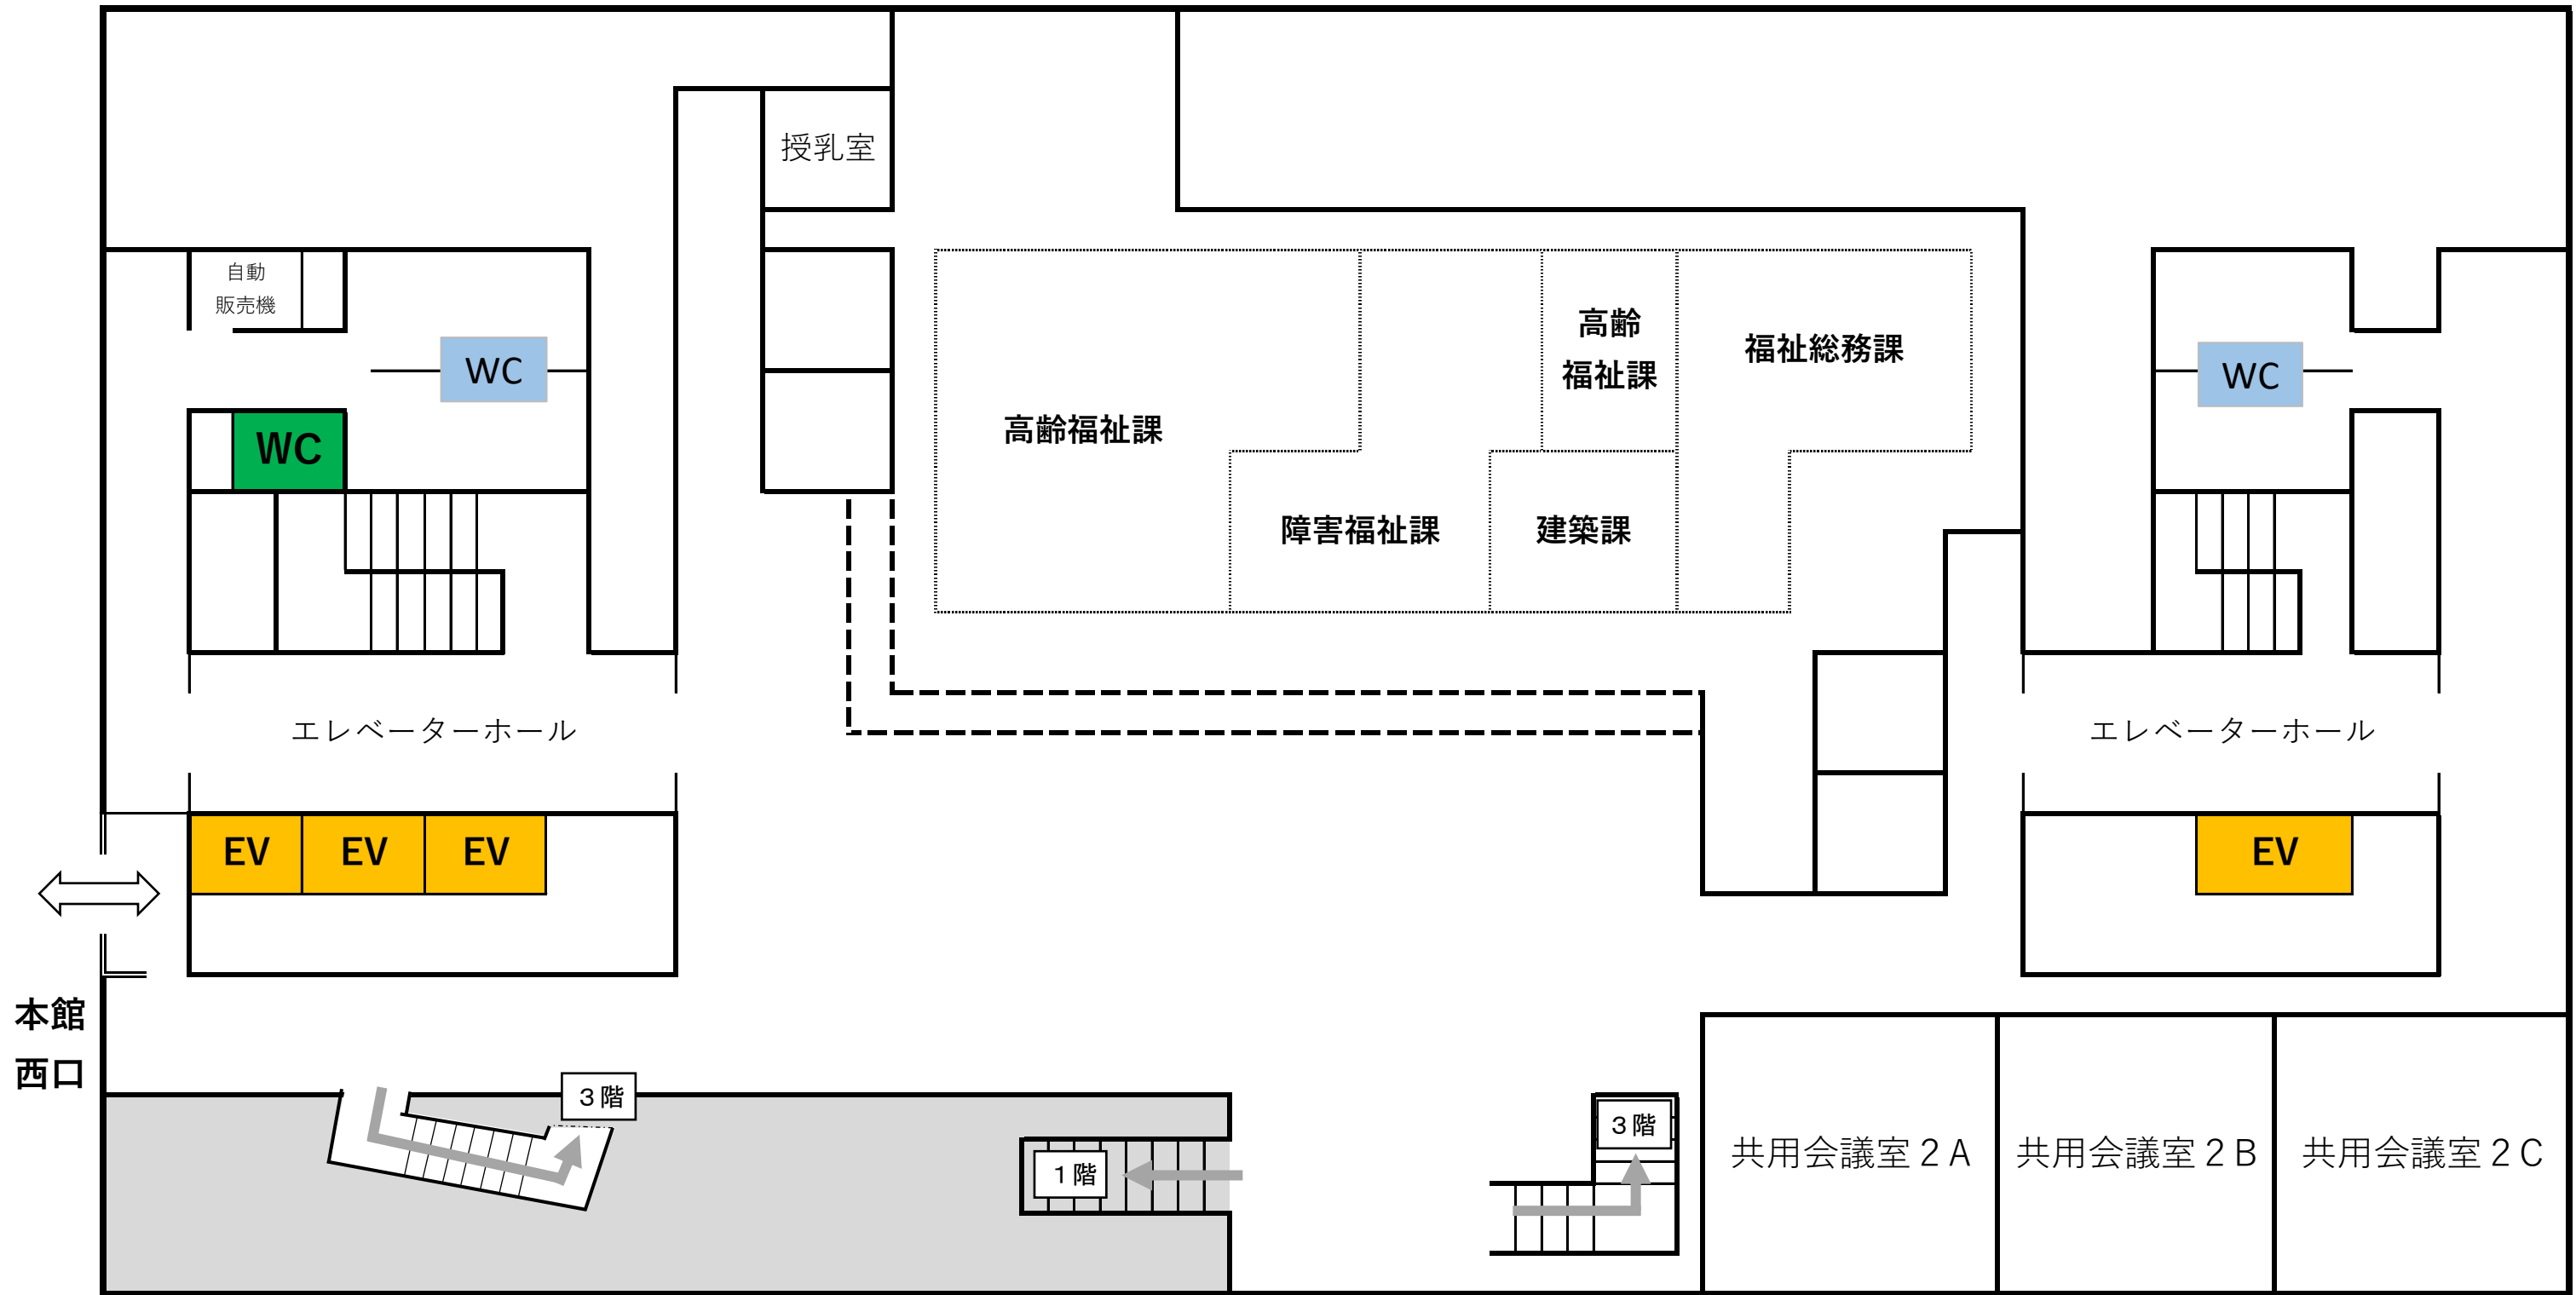 授乳室
自動
販売機
WC
WC
高齢
福祉課
福祉総務課
WC
高齢福祉課
障害福祉課
建築課
エレベーターホール
エレベーターホール
EV
EV
EV
EV
本館
西口
3階
1階
3階
共用会議室2A
共用会議室2B
共用会議室2C